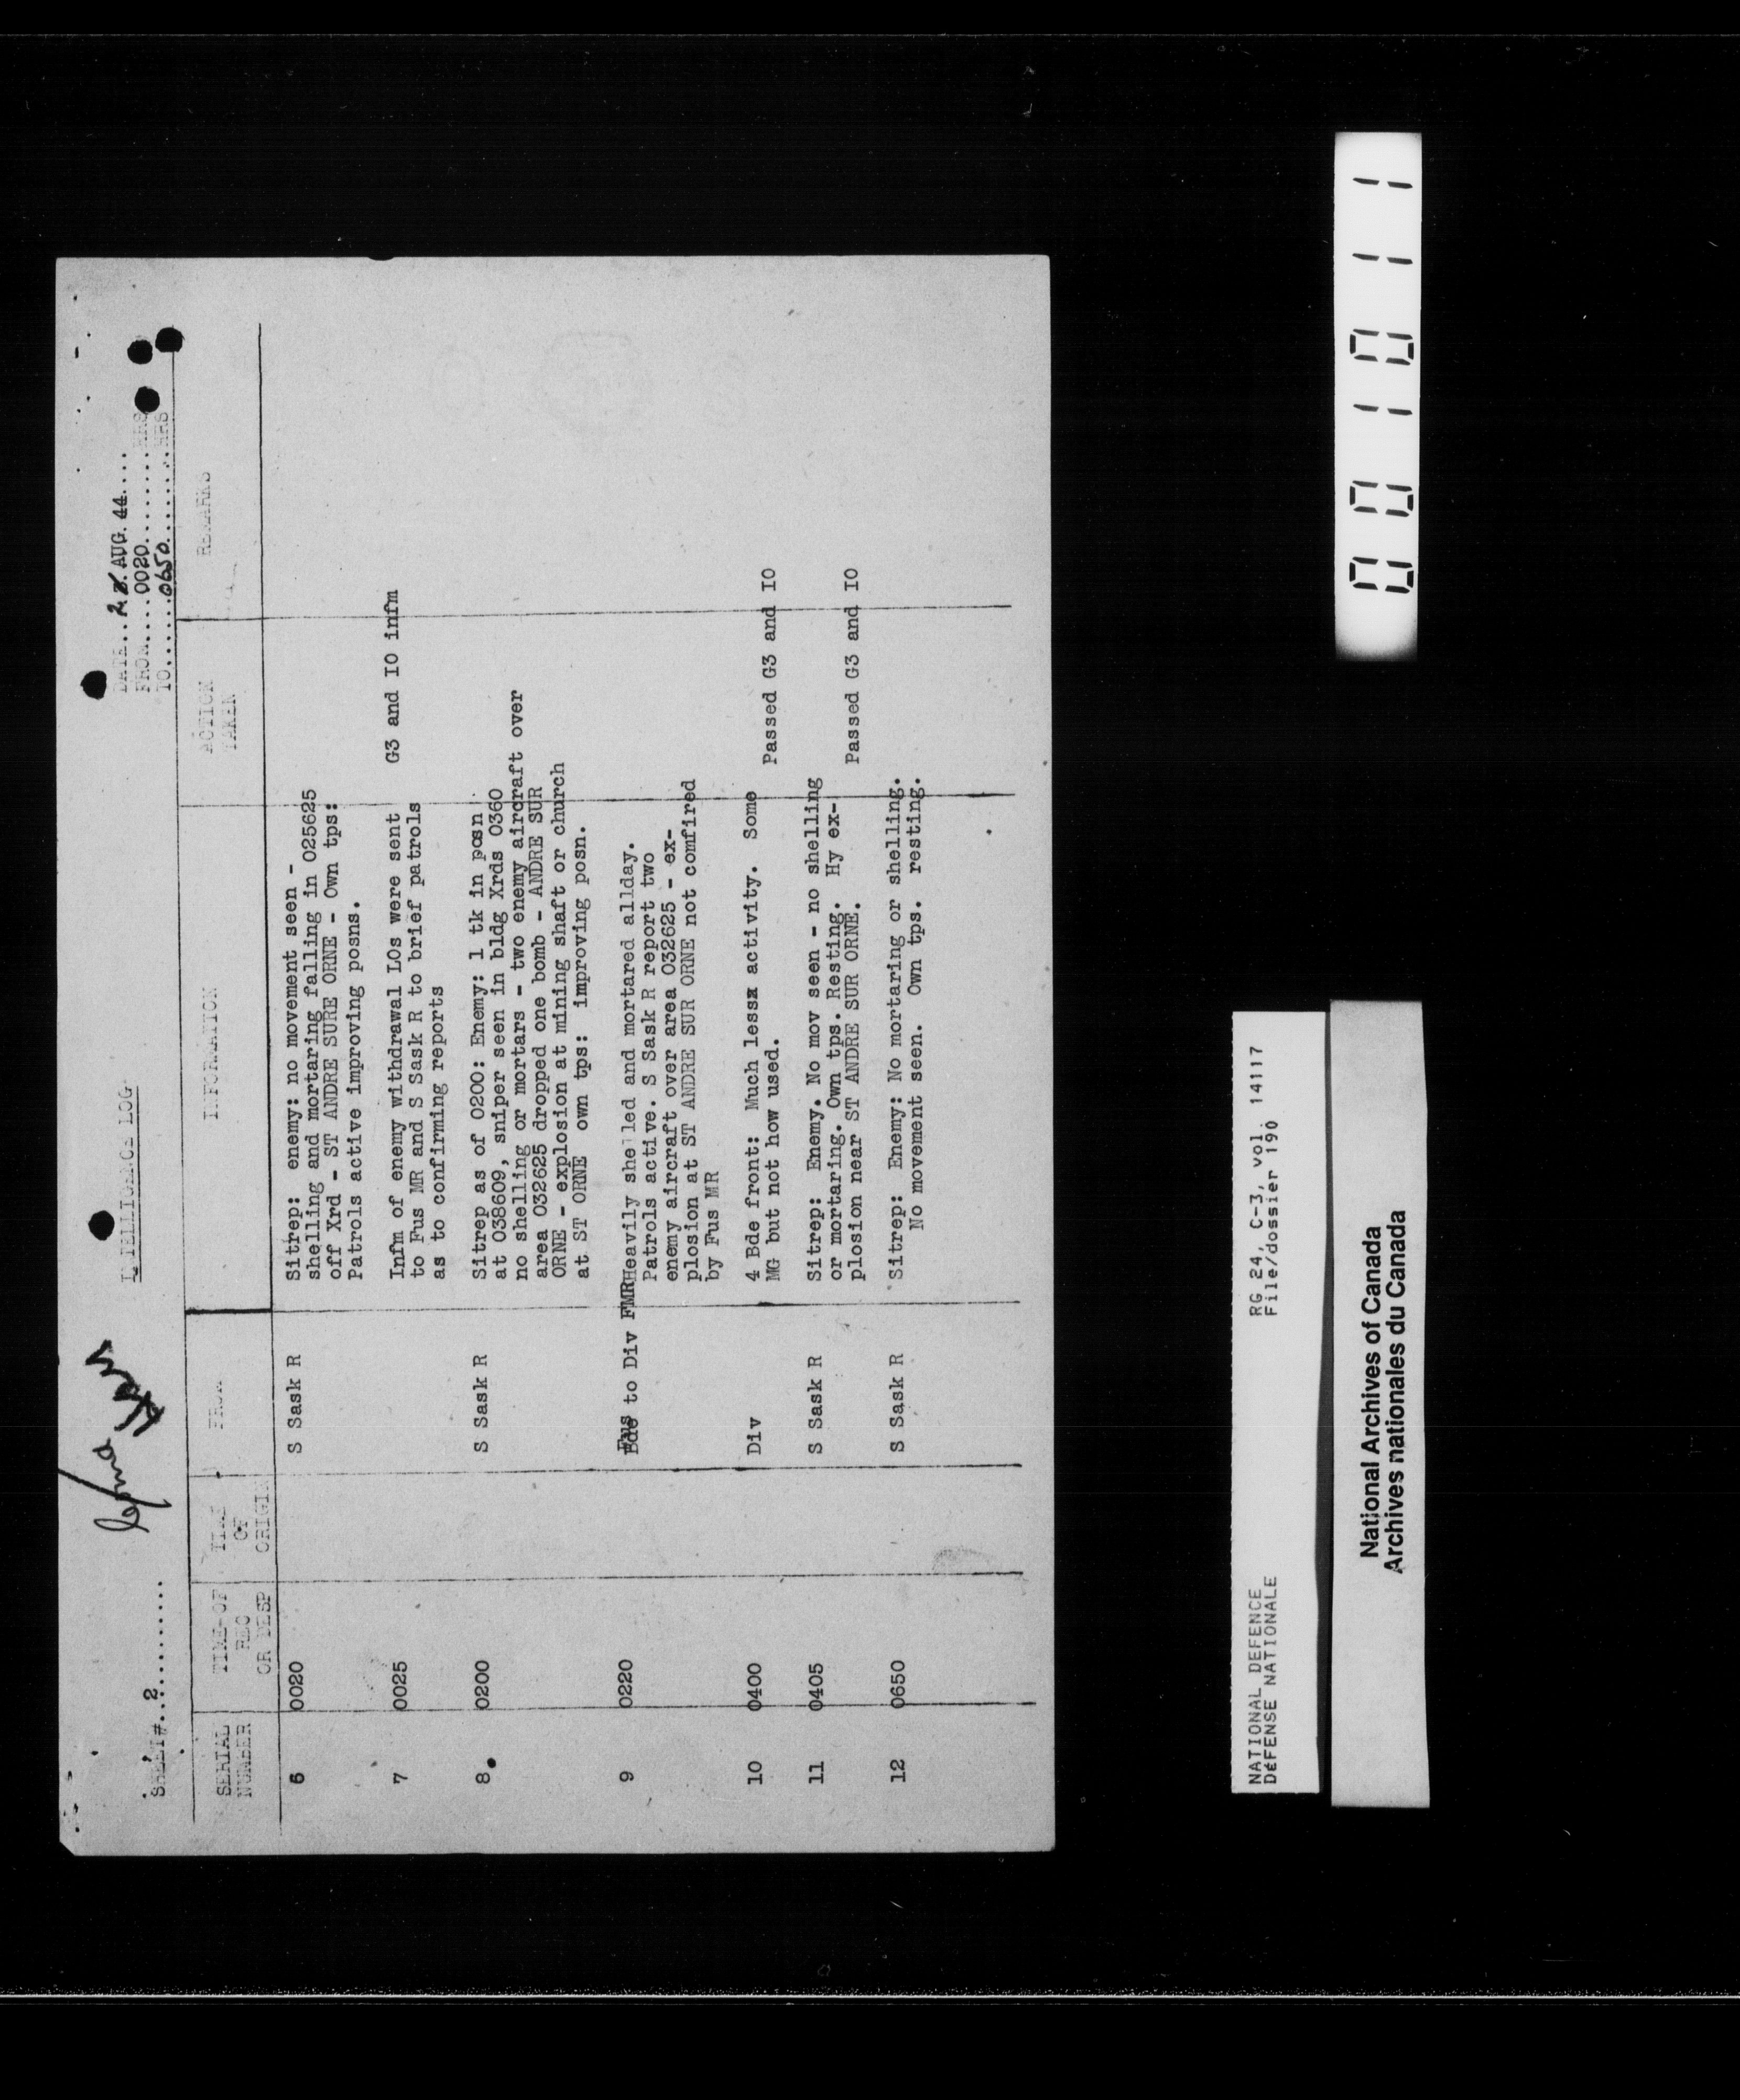 SHEET#..2..........
INTELLIGENCE LOG
DATE...2. AUG. 44....
FROM....0020.........HRS
TO......0650.........HRS
SERIAL NUMBER
TIME OF REC OR DESP
TIME OF ORIGIN
FROM
INFORMATION
ACTION TAKEN
REMARKS
6 0020 S Sask R Sitrep: enemy: no movement seen -
shelling and mortaring falling in 025625
off Xrd - ST ANDRE SURE ORNE - Own tps:
Patrols active improving posns.
7 0025 Infm of enemy withdrawal LOs were sent G3 and IO infm
to Fus MR and S Sask R to brief patrols
as to confirming reports
8. 0200 S Sask R Sitrep as of 0200: Enemy: 1 tk in posn
at 038609, sniper seen in bldg Xrds 0360
no shelling or mortars - two enemy aircraft over
area 032625 dropped one bomb - ANDRE SUR
ORNE - explosion at mining shaft or church
at ST - ORNE own tps: improving posn.
9 0220 Bde to Div FMR Heavily shelled and mortared allday.
Patrols active. S Sask R report two
enemy aircraft over area 032625 - ex-
plosion at ST ANDRE SUR ORNE not comfired
by Fus MR
10 0400 Div 4 Bde front: Much lessx activity. Some
MG but not how used. Passed G3 and IO
11 0405 S Sask R Sitrep: Enemy. No mov seen - no shelling
or mortaring. Own tps. Resting. Hy ex-
plosion near ST ANDRE SUR ORNE. Passed G3 and IO
12 0650 S Sask R Sitrep: Enemy: No mortaring or shelling.
No movement seen. Own tps. resting.
NATIONAL DEFENCE RG 24, C-3, vol. 14117
DéFENSE NATIONALE File/dossier 190
National Archives of Canada
Archives nationales du Canada
0010111